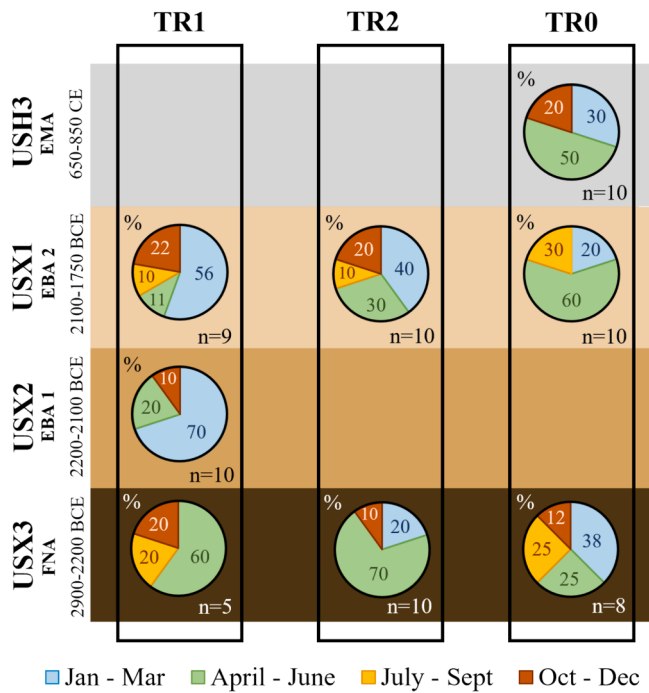 TR1 TR2 TR0
USH3
EMA
650-850 CE
%
20 30
50
n=10
USX1
EBA 2
2100-1750 BCE
%
22
10 56
11
n=9
%
20
10 40
30
n=10
%
30 20
60
n=10
USX2
EBA 1
2200-2100 BCE
%
10
20
70
n=10
USX3
FNA
2900-2200 BCE
%
20
20 60
n=5
%
10 20
70
n=10
%
12
25 38
25
n=8
Jan - Mar April - June July - Sept Oct - Dec